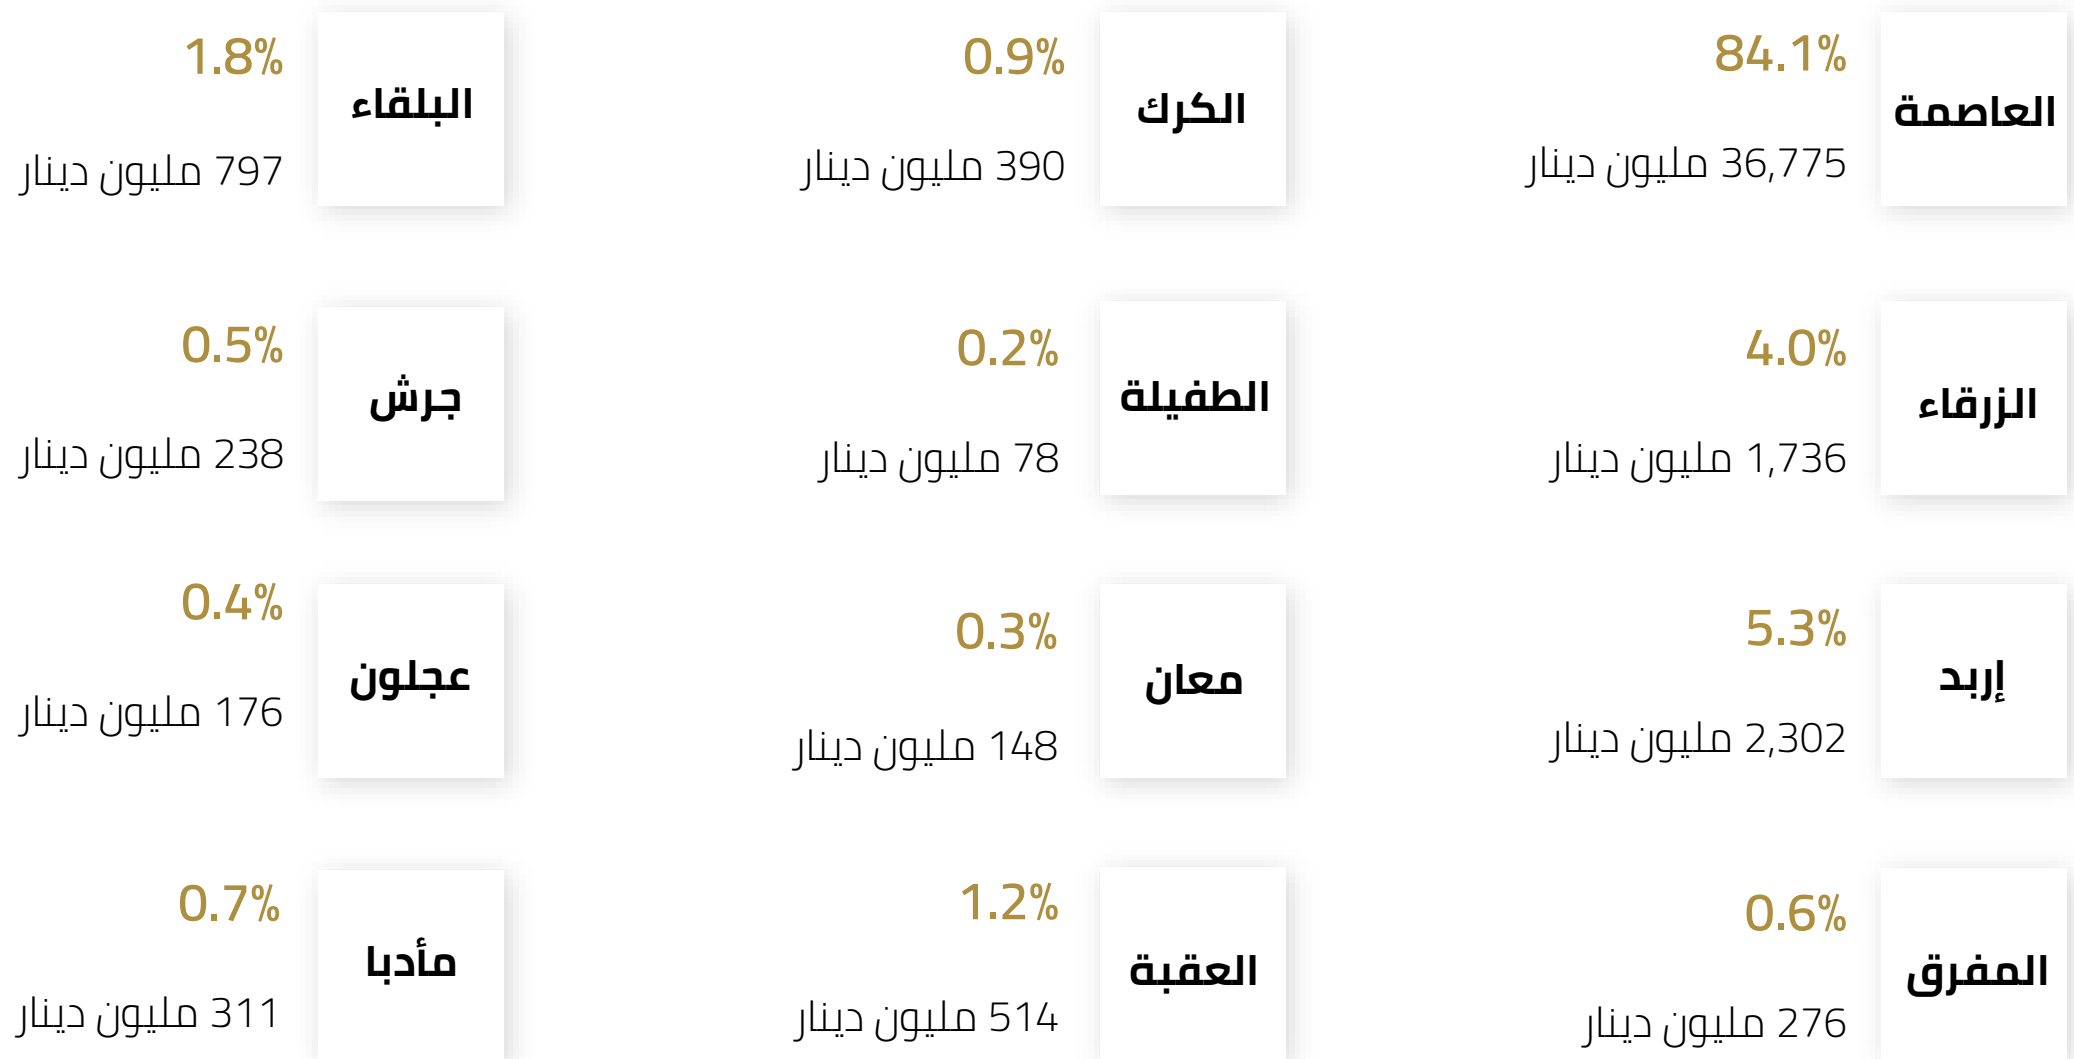 العاصمة
84.1%
36,775 مليون دينار
الكرك
0.9%
390 مليون دينار
البلقاء
1.8%
797 مليون دينار
الزرقاء
4.0%
1,736 مليون دينار
الطفيلة
0.2%
78 مليون دينار
جرش
0.5%
238 مليون دينار
إربد
5.3%
2,302 مليون دينار
معان
0.3%
148 مليون دينار
عجلون
0.4%
176 مليون دينار
المفرق
0.6%
276 مليون دينار
العقبة
1.2%
514 مليون دينار
مأدبا
0.7%
311 مليون دينار